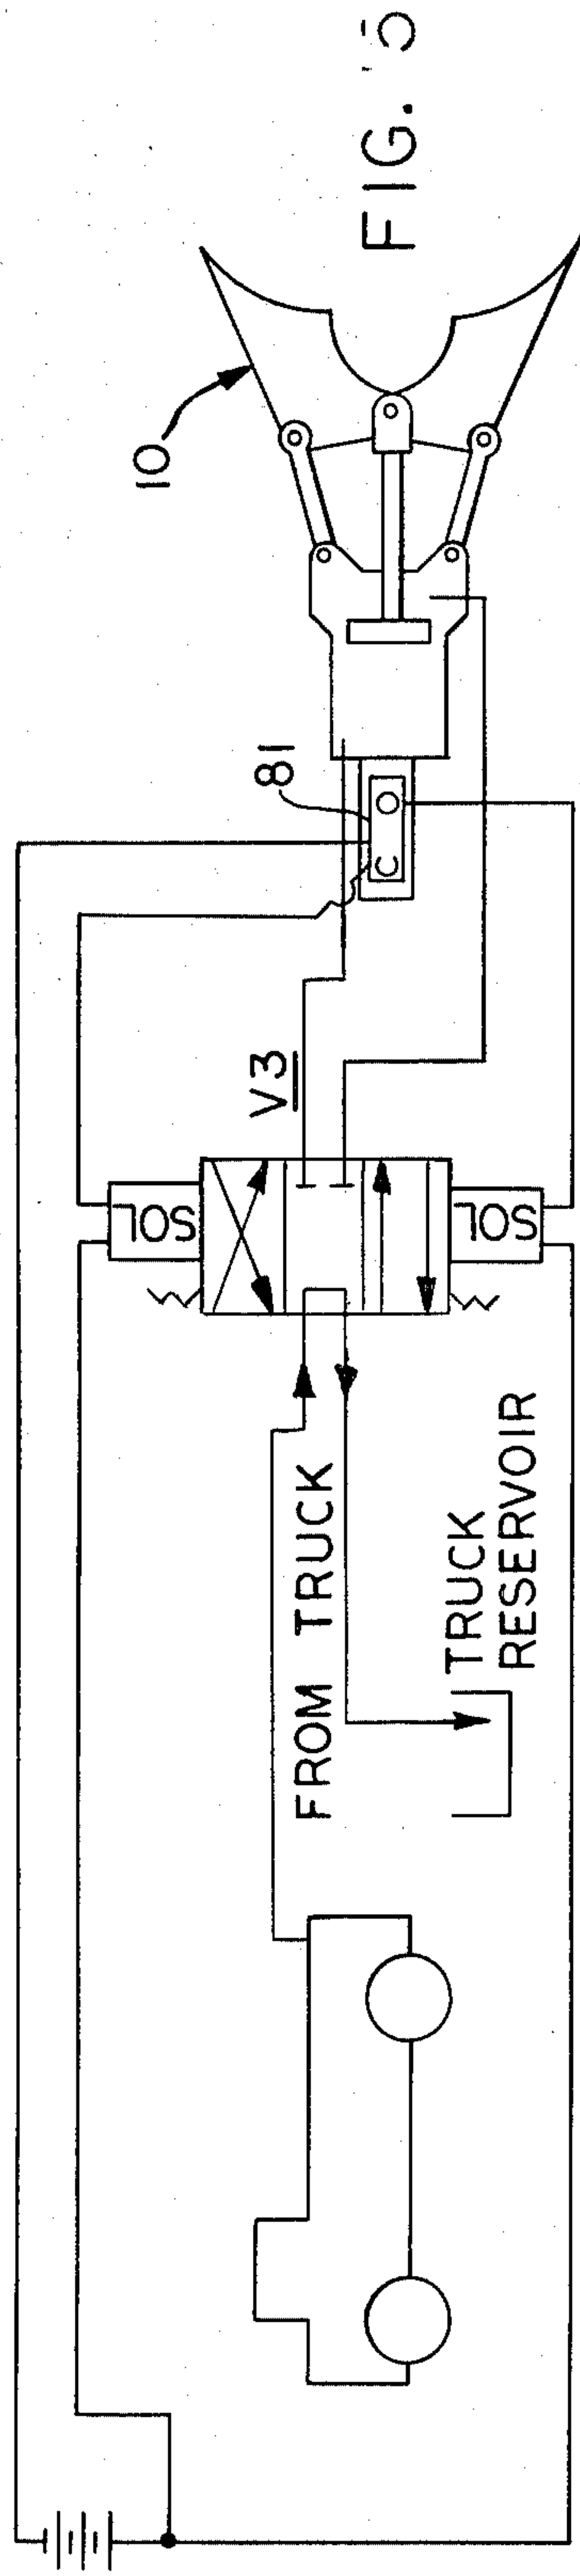 FIG. 5
10
81
C O
V3
SOL
SOL
FROM TRUCK
TRUCK
RESERVOIR